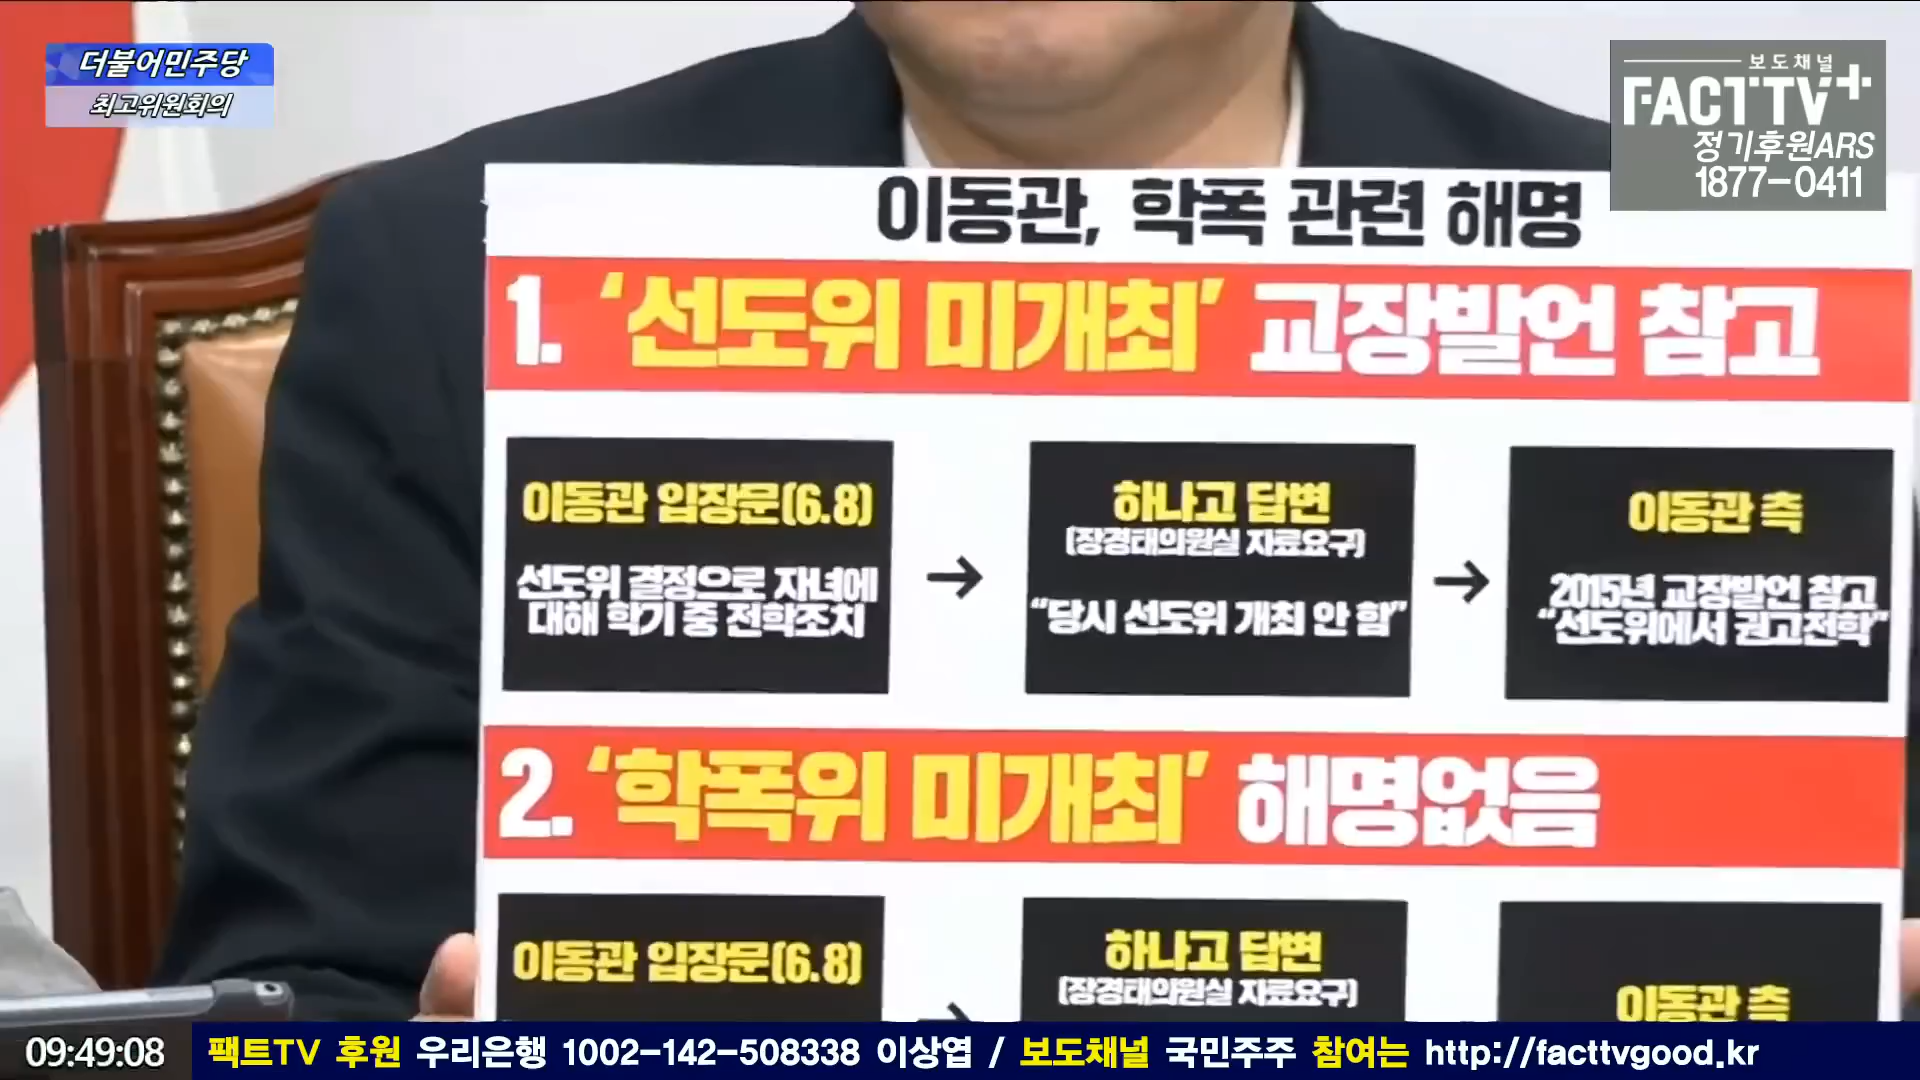 더불어민주당
최고위원회의
보도채널
FACTTV+
정기후원ARS
1877-0411
이동관, 학폭 관련 해명
1. ‘선도위 미개최’ 교장발언 참고
이동관 입장문(6.8)
선도위 결정으로 자녀에
대해 학기 중 전학조치
→
하나고 답변
(장경태의원실 자료요구)
“당시 선도위 개최 안 함”
→
이동관 측
2015년 교장발언 참고
“선도위에서 권고전학”
2. ‘학폭위 미개최’ 해명없음
이동관 입장문(6.8)
→
하나고 답변
(장경태의원실 자료요구)
이동관 측
09:49:08
팩트TV 후원 우리은행 1002-142-508338 이상엽 / 보도채널 국민주주 참여는 http://facttvgood.kr